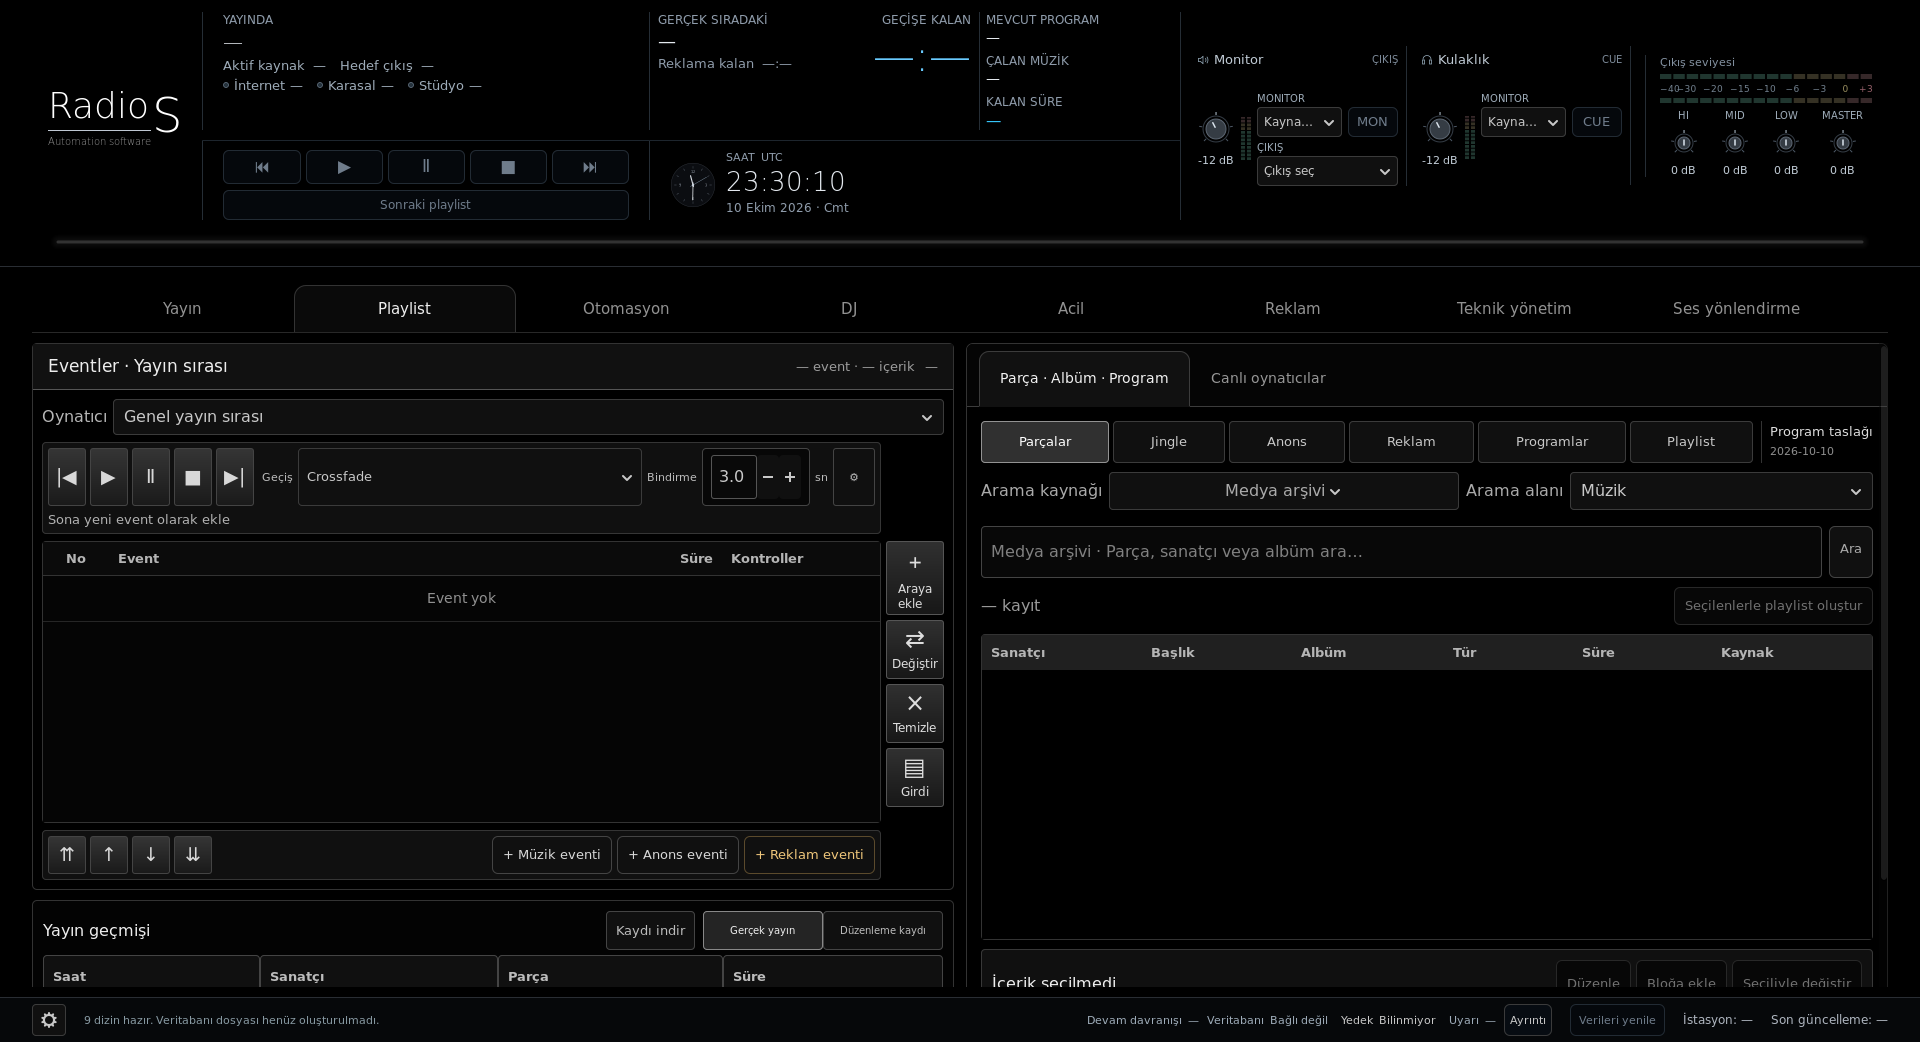 Radio S
Automation software
YAYINDA
—
Aktif kaynak — Hedef çıkış —
İnternet — Karasal — Stüdyo —
GERÇEK SIRADAKİ
—
Reklama kalan —:—
GEÇİŞE KALAN
—:—
MEVCUT PROGRAM
—
ÇALAN MÜZİK
—
KALAN SÜRE
—
Sonraki playlist
SAAT UTC
23:30:10
10 Ekim 2026 · Cmt
Monitor ÇIKIŞ
MONITOR
Kayna... MON
ÇIKIŞ
Çıkış seç
-12 dB
Kulaklık CUE
MONITOR
Kayna... CUE
-12 dB
Çıkış seviyesi
−40 −30 −20 −15 −10 −6 −3 0 +3
HI MID LOW MASTER
0 dB 0 dB 0 dB 0 dB
Yayın Playlist Otomasyon DJ Acil Reklam Teknik yönetim Ses yönlendirme
Eventler · Yayın sırası — event · — içerik —
Oynatıcı Genel yayın sırası
Geçiş Crossfade Bindirme 3.0 − + sn
Sona yeni event olarak ekle
No Event Süre Kontroller
Event yok
+
Araya
ekle
Değiştir
Temizle
Girdi
+ Müzik eventi + Anons eventi + Reklam eventi
Yayın geçmişi Kaydı indir Gerçek yayın Düzenleme kaydı
Saat Sanatçı Parça Süre
Parça · Albüm · Program Canlı oynatıcılar
Parçalar Jingle Anons Reklam Programlar Playlist
Program taslağı
2026-10-10
Arama kaynağı Medya arşivi Arama alanı Müzik
Medya arşivi · Parça, sanatçı veya albüm ara... Ara
— kayıt Seçilenlerle playlist oluştur
Sanatçı Başlık Albüm Tür Süre Kaynak
İçerik seçilmedi Düzenle Bloğa ekle Seçiliyle değiştir
9 dizin hazır. Veritabanı dosyası henüz oluşturulmadı.
Devam davranışı — Veritabanı Bağlı değil Yedek Bilinmiyor Uyarı — Ayrıntı Verileri yenile İstasyon: — Son güncelleme: —